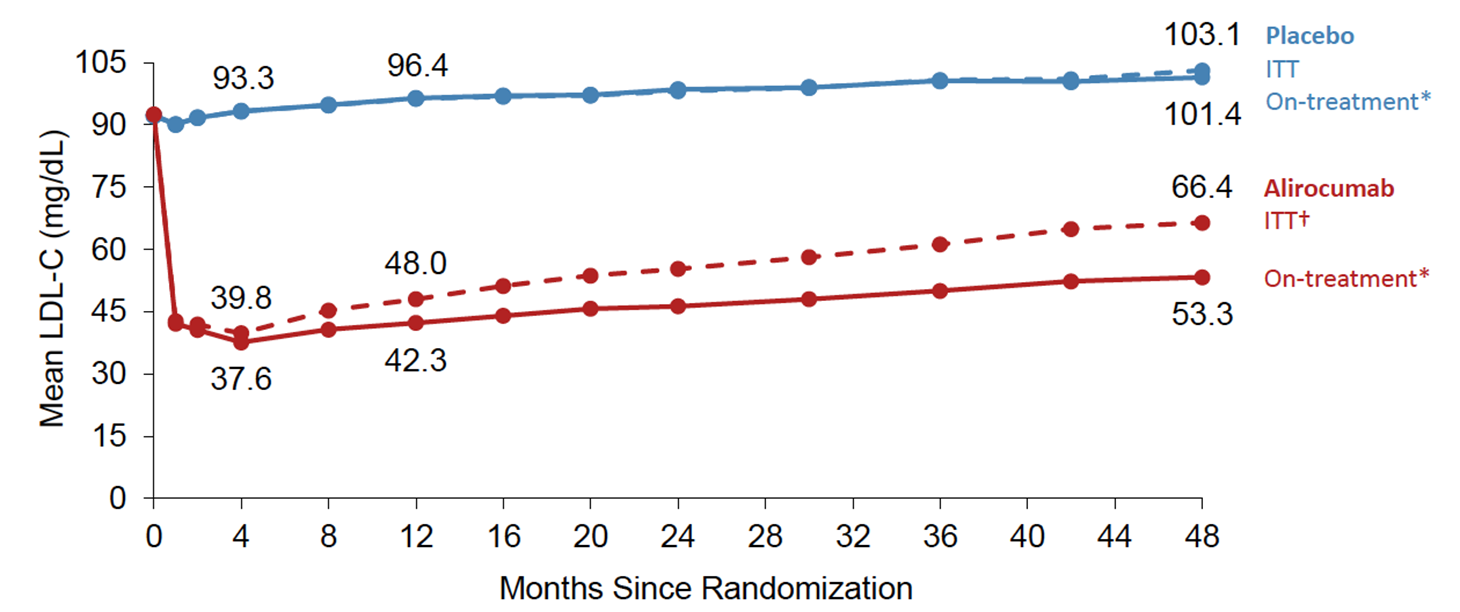 103.1
Placebo
105
93.3
96.4
ITT
On-treatment*
90
101.4
75
66.4
Alirocumab
ITT†
60
48.0
39.8
On-treatment*
45
53.3
42.3
37.6
30
15
0
Mean LDL-C (mg/dL)
0 4 8 12 16 20 24 28 32 36 40 44 48
Months Since Randomization